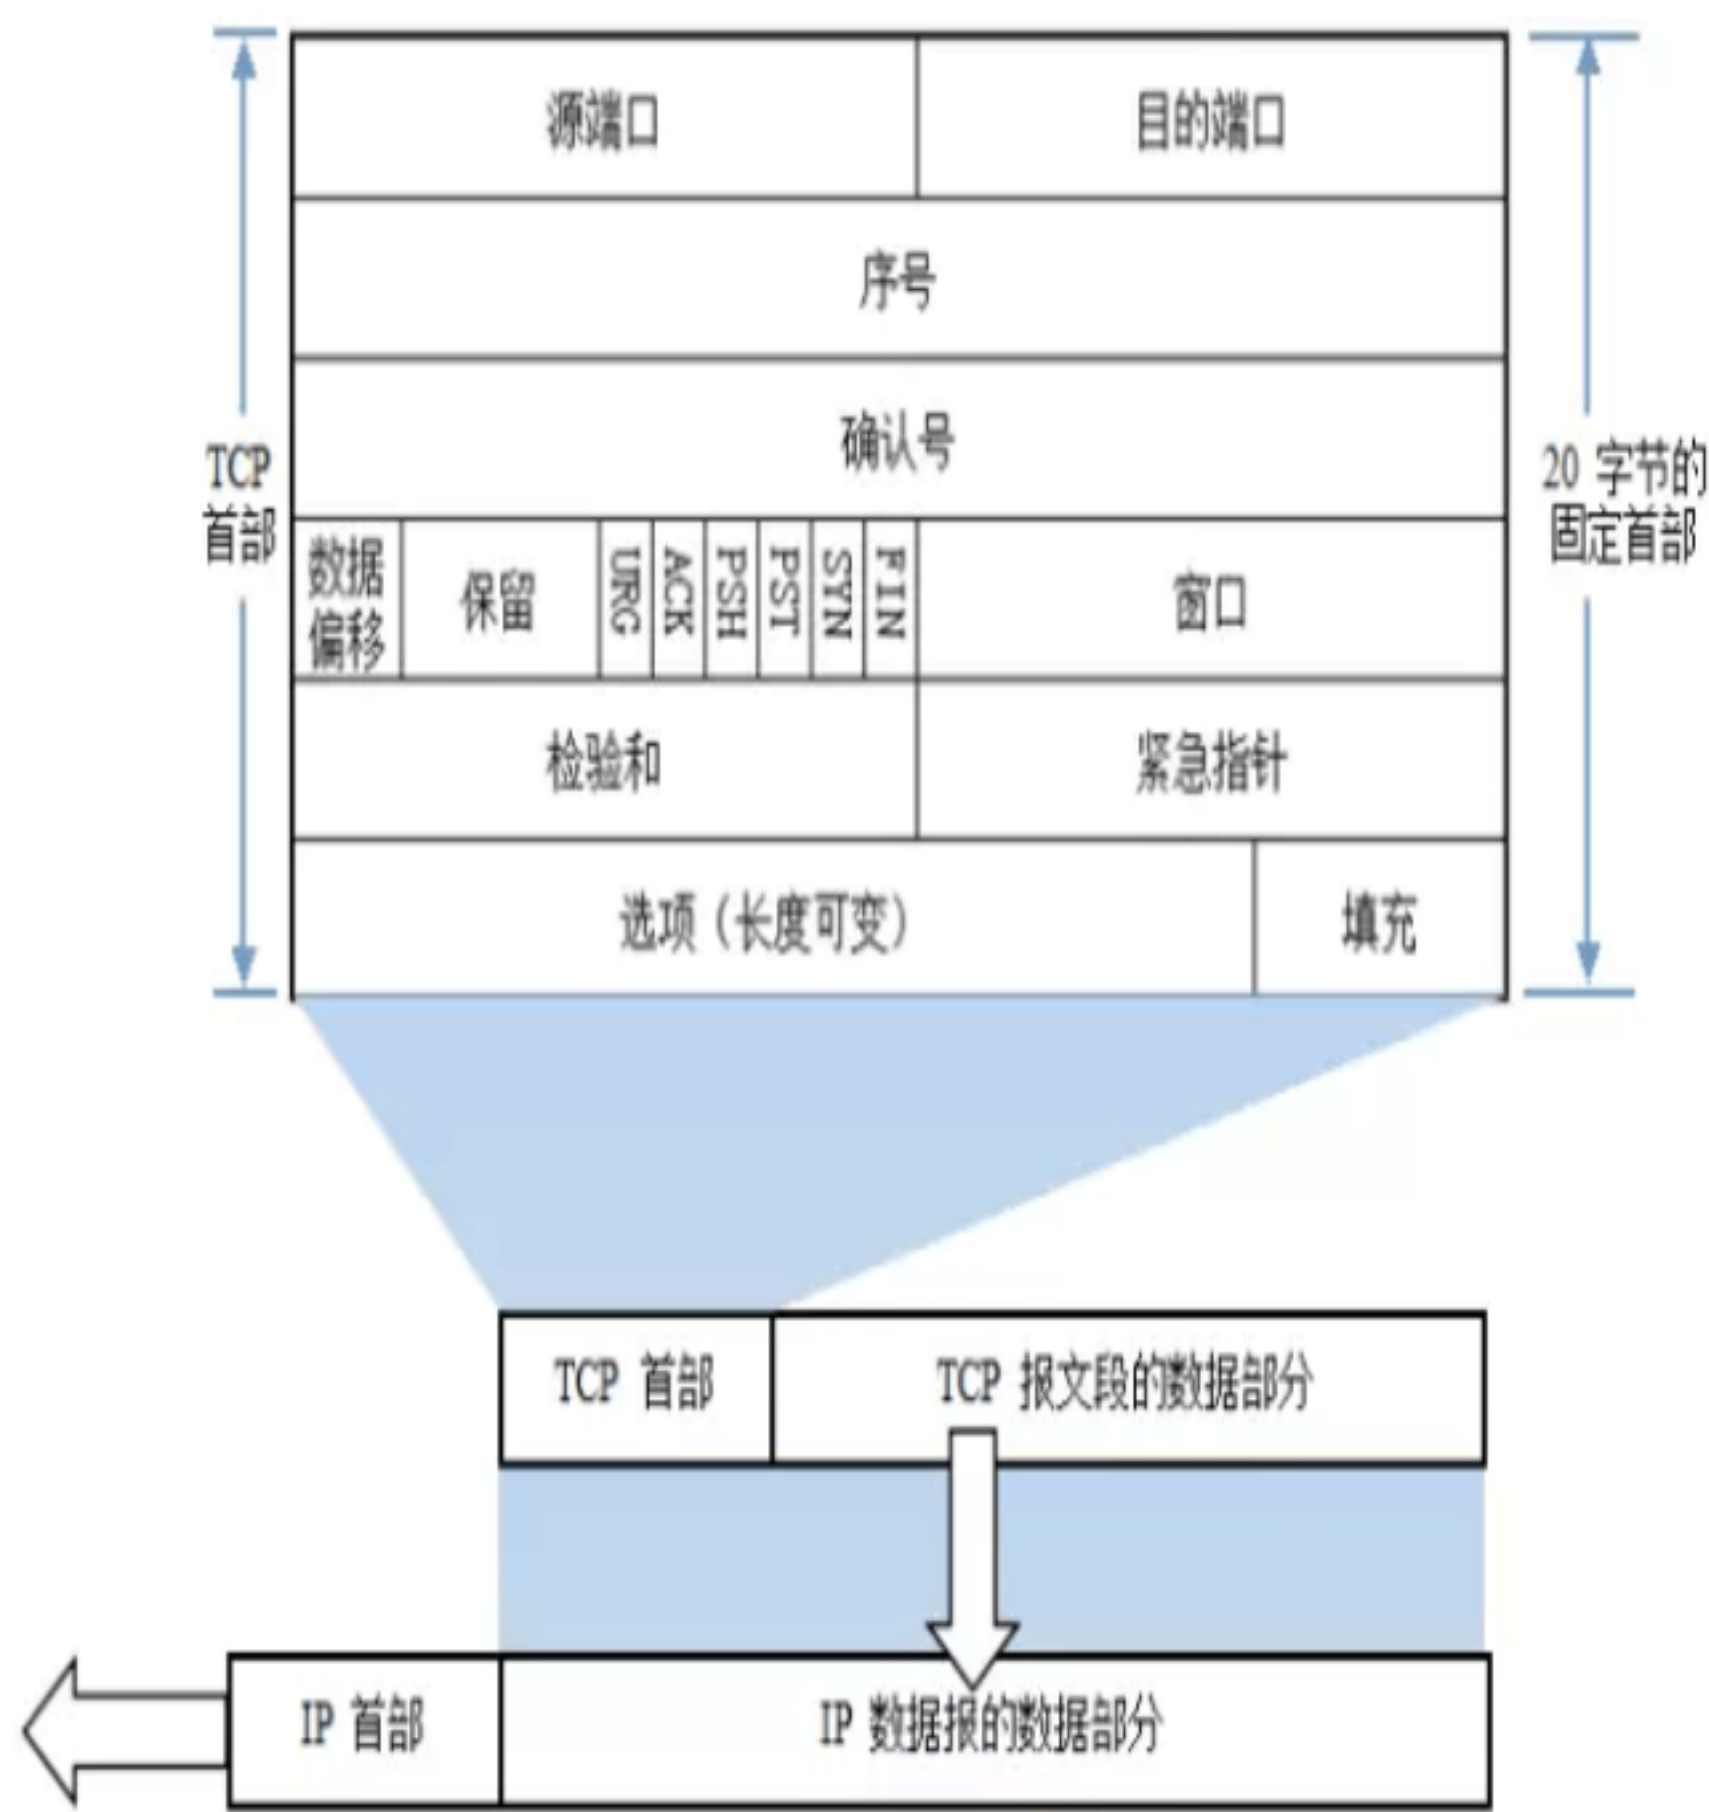 源端口
目的端口
序号
确认号
TCP
首部
20 字节的
固定首部
数据
偏移
保留
URG
ACK
PSH
PST
SYN
FIN
窗口
检验和
紧急指针
选项（长度可变）
填充
TCP 首部
TCP 报文段的数据部分
IP 首部
IP 数据报的数据部分